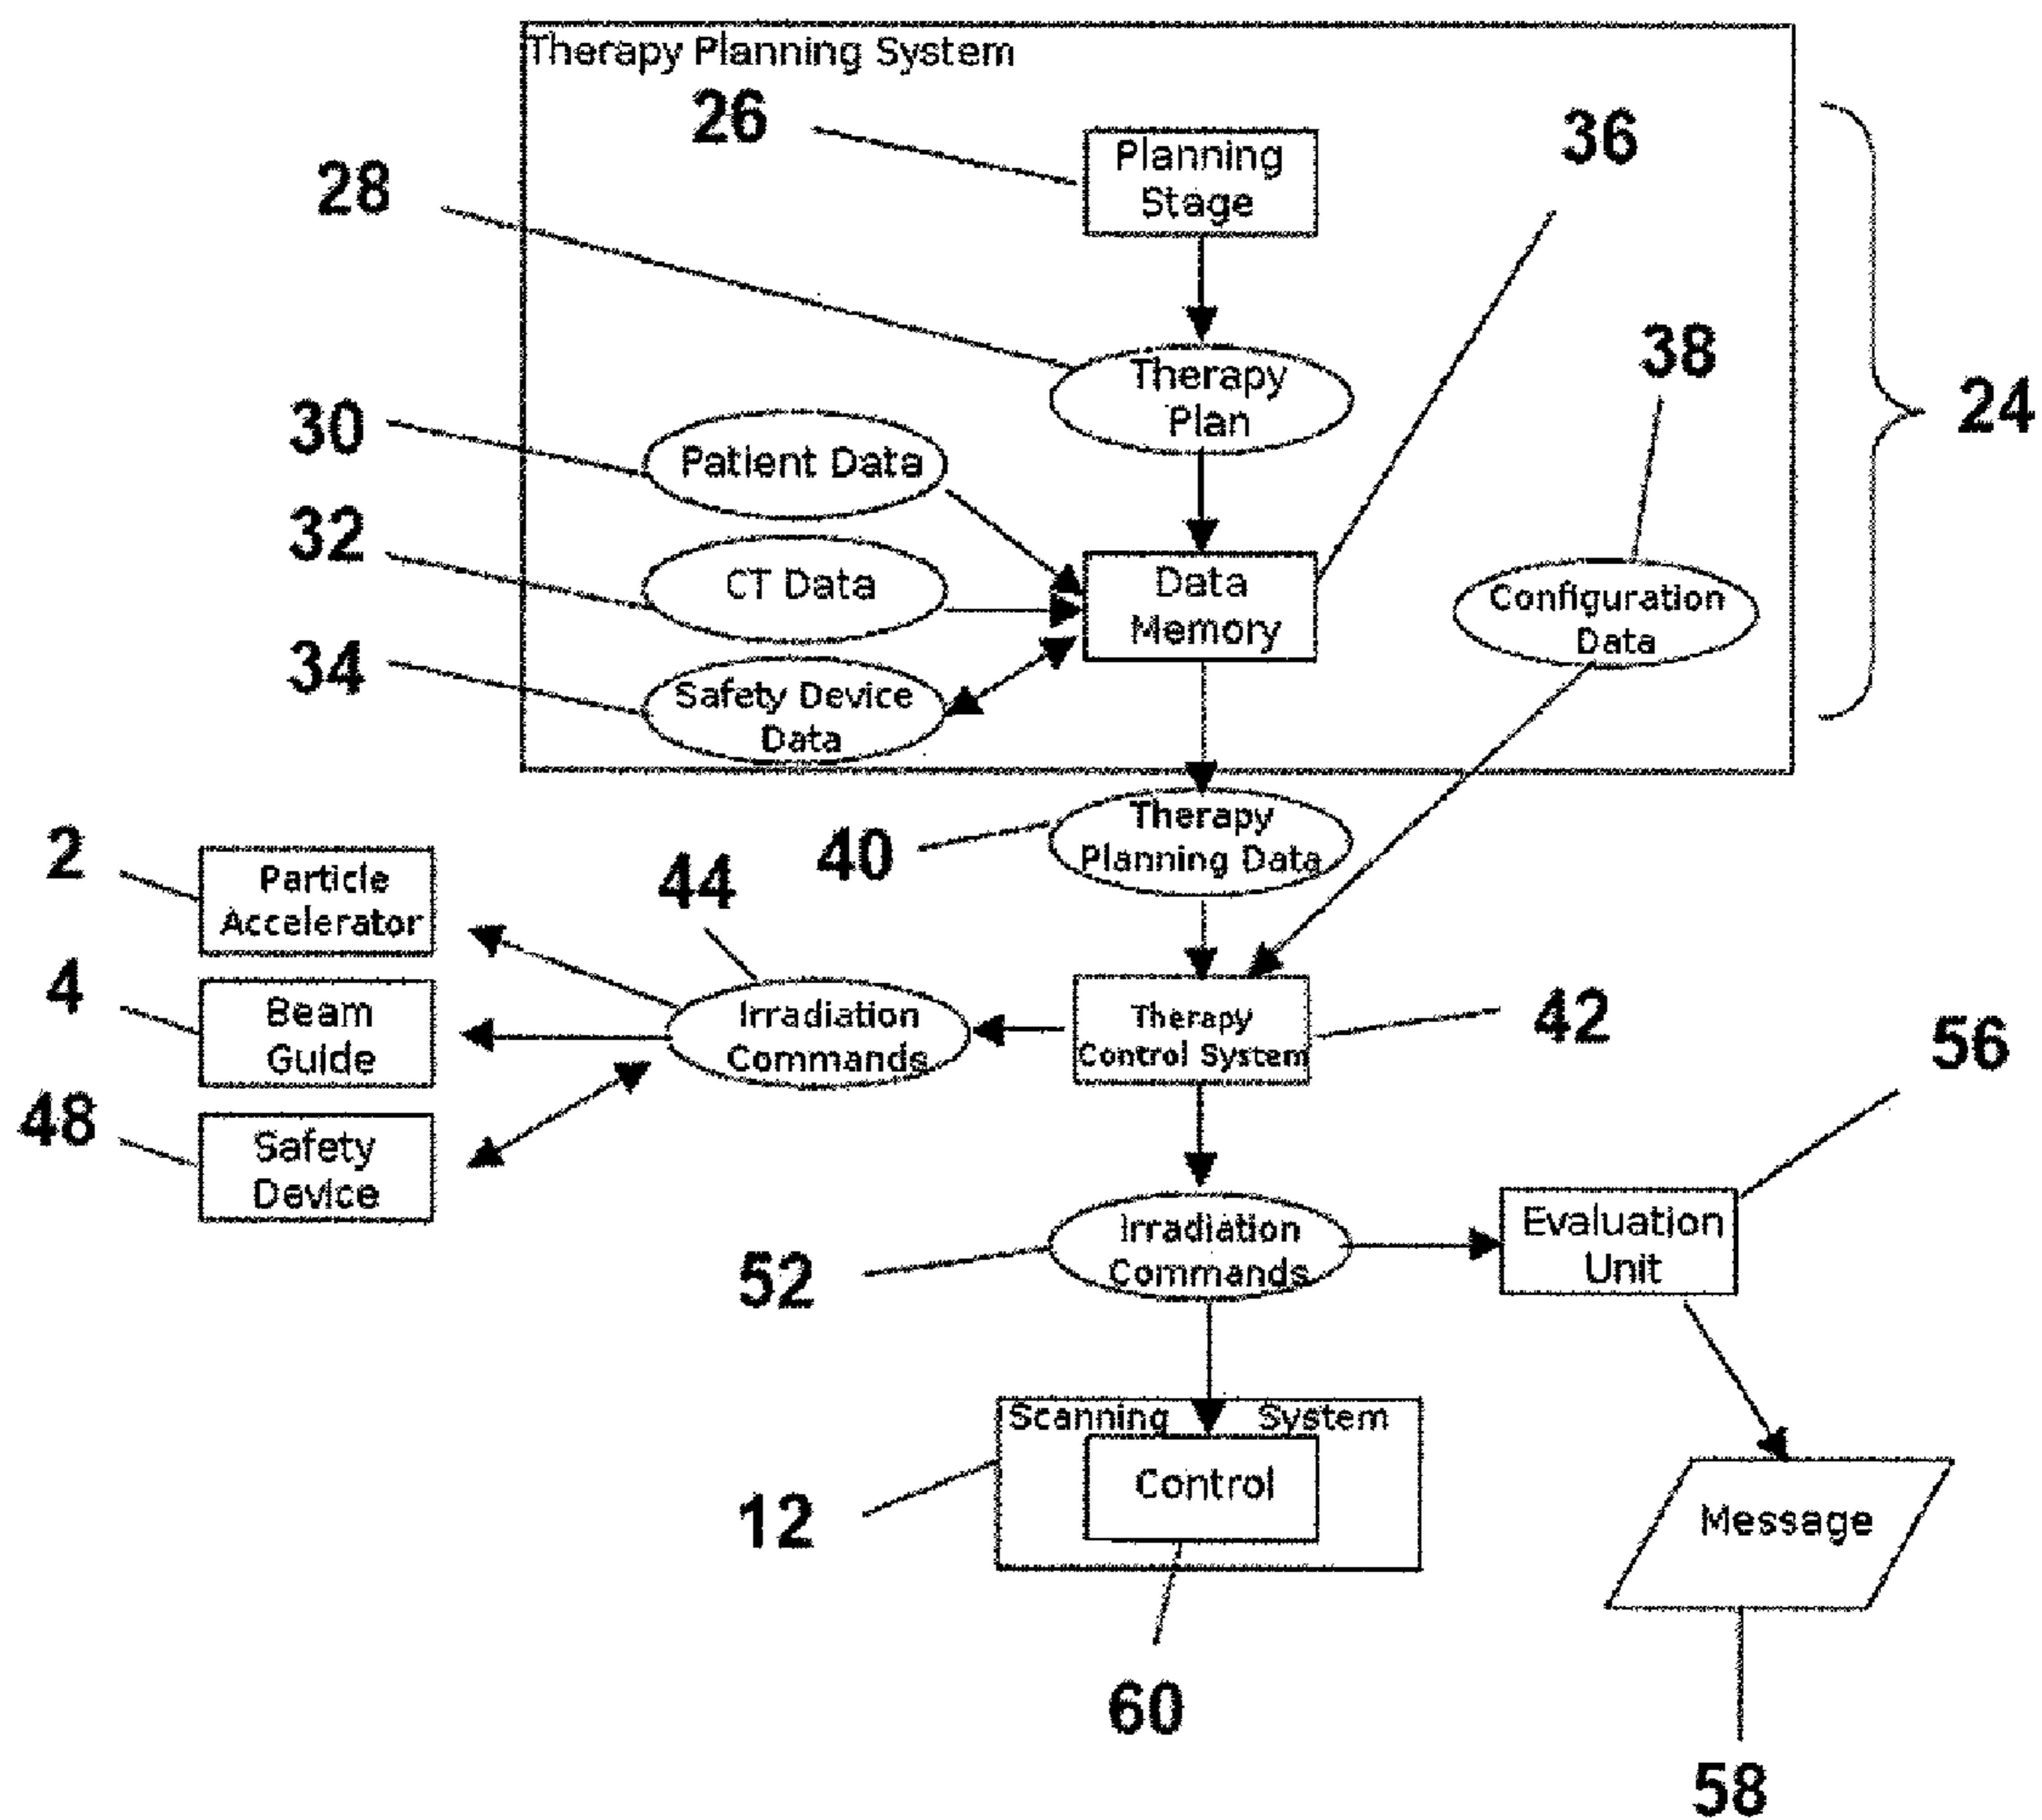 Therapy Planning System
26
Planning
Stage
36
28
38
Therapy
Plan
24
30
Patient Data
32
CT Data
Data
Memory
Configuration
Data
34
Safety Device
Data
2
Particle
Accelerator
44
40
Therapy
Planning Data
4
Beam
Guide
Irradiation
Commands
Therapy
Control System
42
56
48
Safety
Device
52
Irradiation
Commands
Evaluation
Unit
Scanning System
12
Control
Message
60
58